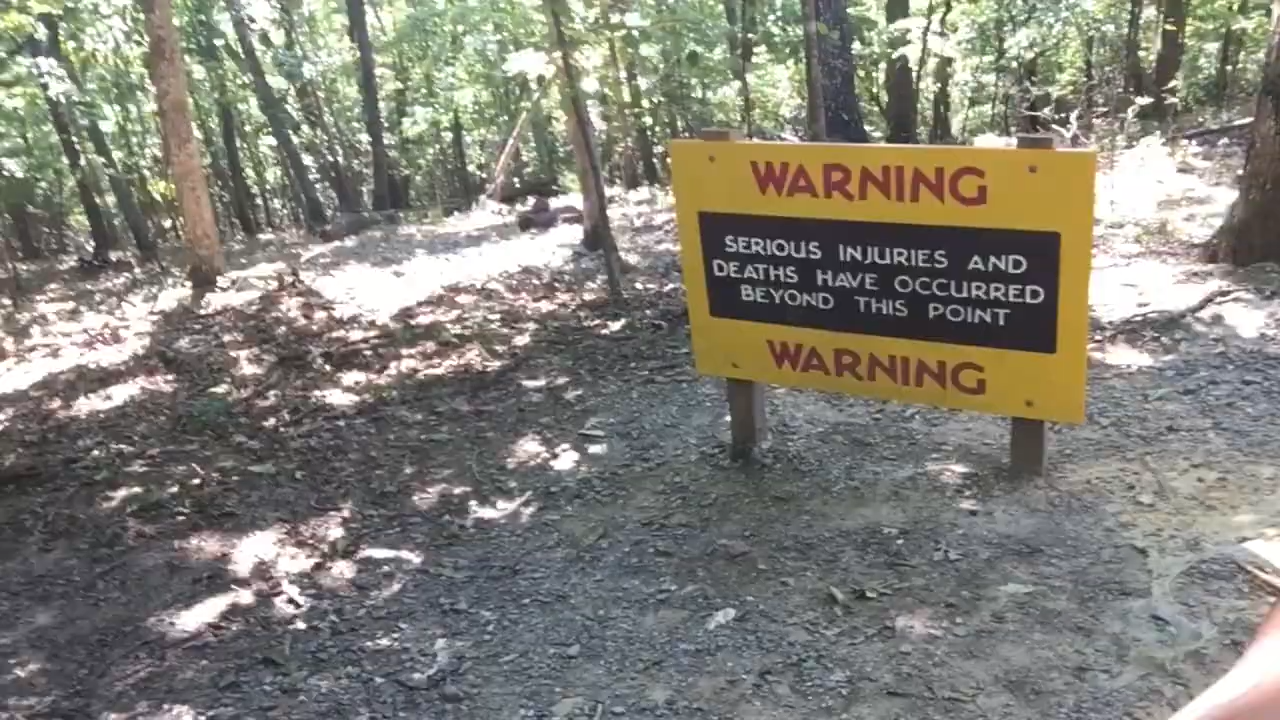 WARNING
SERIOUS INJURIES AND
DEATHS HAVE OCCURRED
BEYOND THIS POINT
WARNING